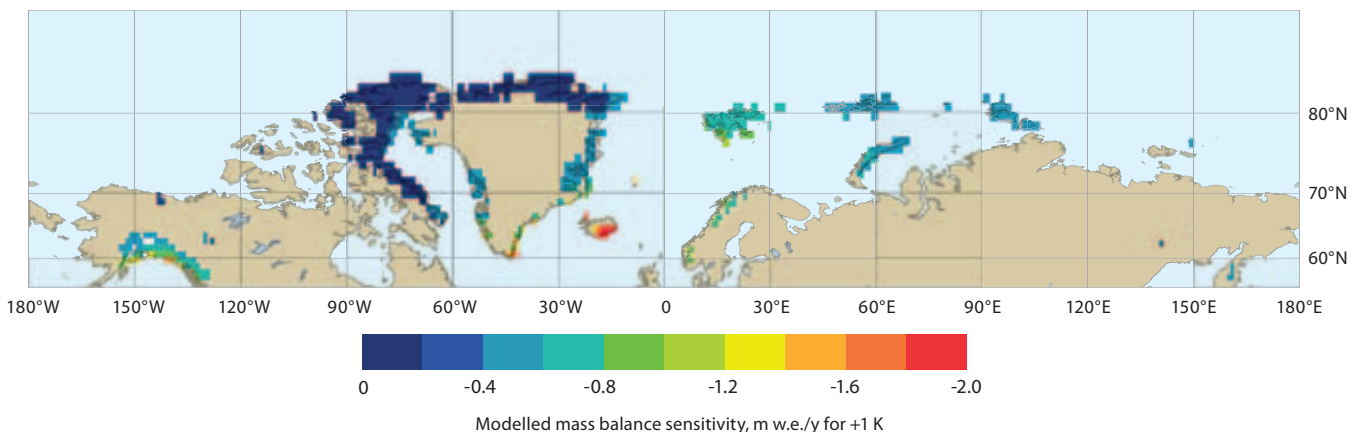 80°N
70°N
60°N
180°W 150°W 120°W 90°W 60°W 30°W 0 30°E 60°E 90°E 120°E 150°E 180°E
0 -0.4 -0.8 -1.2 -1.6 -2.0
Modelled mass balance sensitivity, m w.e./y for +1 K